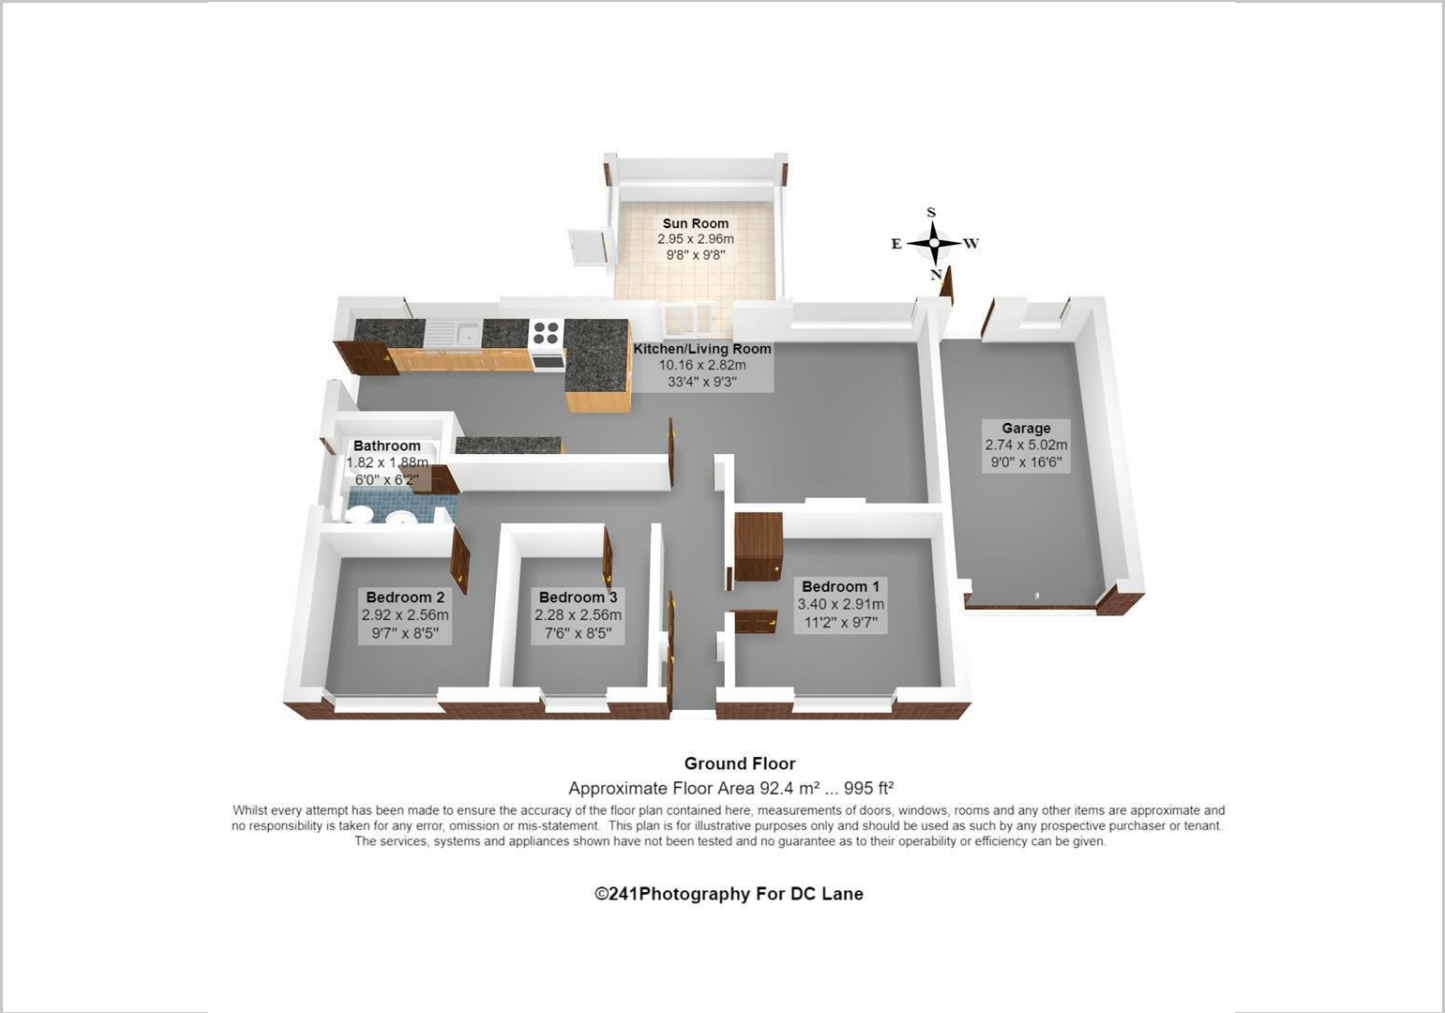 Sun Room
2.95 x 2.96m
9'8" x 9'8"
S
E W
N
Kitchen/Living Room
10.16 x 2.82m
33'4" x 9'3"
Garage
2.74 x 5.02m
9'0" x 16'6"
Bathroom
1.82 x 1.88m
6'0" x 6'2"
Bedroom 2
2.92 x 2.56m
9'7" x 8'5"
Bedroom 3
2.28 x 2.56m
7'6" x 8'5"
Bedroom 1
3.40 x 2.91m
11'2" x 9'7"
Ground Floor
Approximate Floor Area 92.4 m² ... 995 ft²
Whilst every attempt has been made to ensure the accuracy of the floor plan contained here, measurements of doors, windows, rooms and any other items are approximate and
no responsibility is taken for any error, omission or mis-statement. This plan is for illustrative purposes only and should be used as such by any prospective purchaser or tenant.
The services, systems and appliances shown have not been tested and no guarantee as to their operability or efficiency can be given.
©241Photography For DC Lane